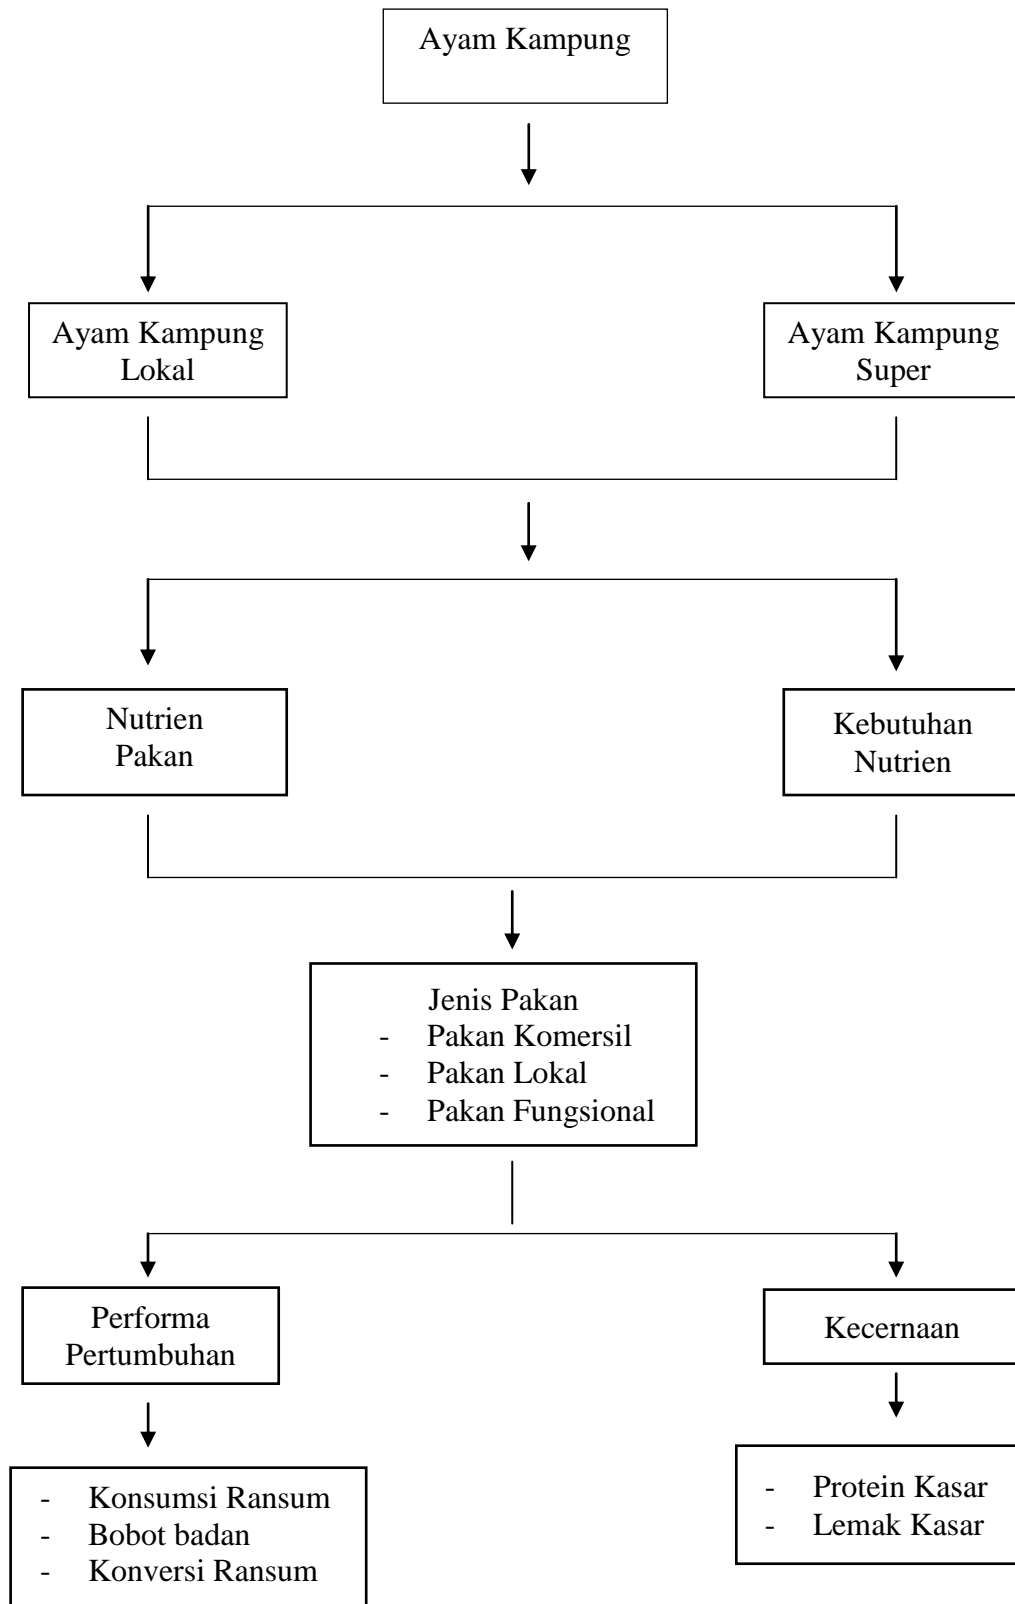 Ayam Kampung
Ayam Kampung
Lokal
Ayam Kampung
Super
Nutrien
Pakan
Kebutuhan
Nutrien
Jenis Pakan
- Pakan Komersil
- Pakan Lokal
- Pakan Fungsional
Performa
Pertumbuhan
Kecernaan
- Konsumsi Ransum
- Bobot badan
- Konversi Ransum
- Protein Kasar
- Lemak Kasar